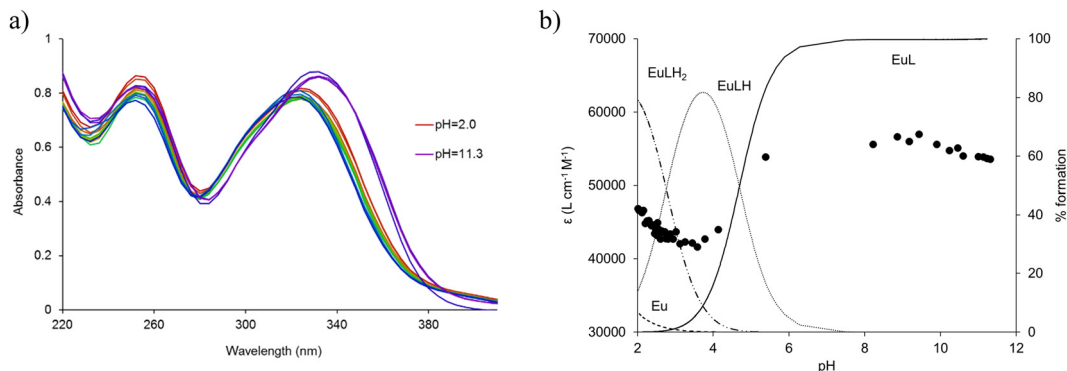 a)
b)
1
0.8
0.6
0.4
0.2
0
220
260
300
340
380
Absorbance
Wavelength (nm)
pH=2.0
pH=11.3
70000
60000
50000
40000
30000
ε (L cm⁻¹ M⁻¹)
EuLH₂
EuLH
EuL
Eu
100
80
60
40
20
0
% formation
2
4
6
8
10
12
pH